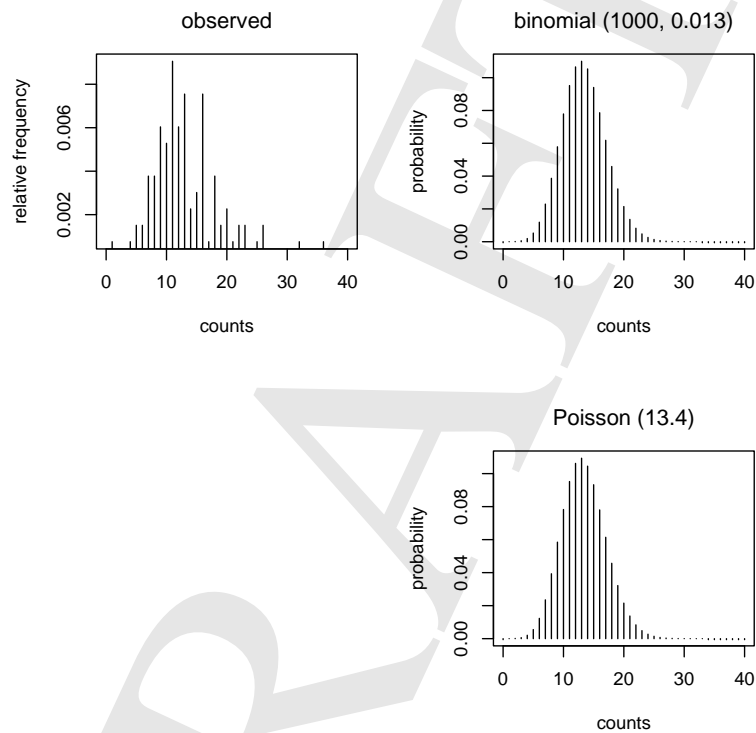 observed
relative frequency
0.002
0.006
0 10 20 30 40
counts
binomial (1000, 0.013)
probability
0.00
0.04
0.08
0 10 20 30 40
counts
Poisson (13.4)
probability
0.00
0.04
0.08
0 10 20 30 40
counts